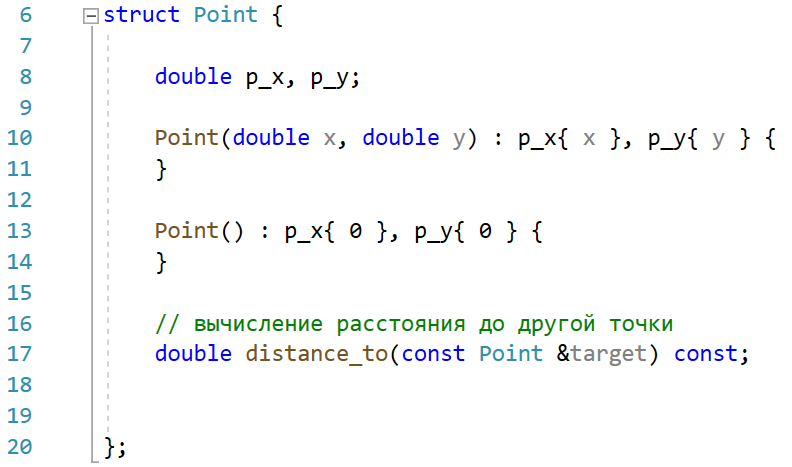 6 struct Point {
7
8 double p_x, p_y;
9
10 Point(double x, double y) : p_x{ x }, p_y{ y } {
11 }
12
13 Point() : p_x{ 0 }, p_y{ 0 } {
14 }
15
16 // вычисление расстояния до другой точки
17 double distance_to(const Point &target) const;
18
19
20 };